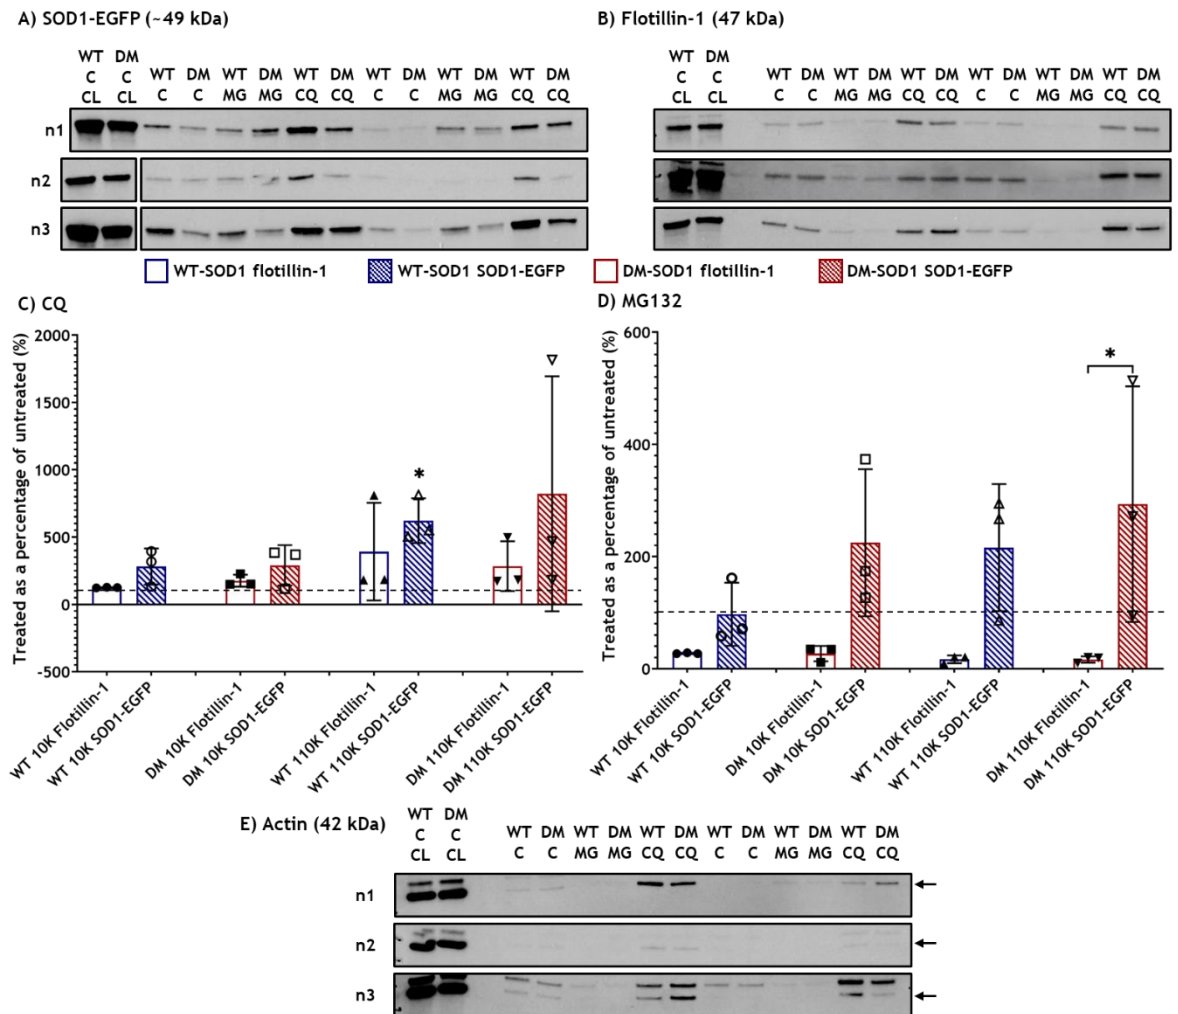 A) SOD1-EGFP (~49 kDa)
B) Flotillin-1 (47 kDa)
WT DM
C C WT DM WT DM WT DM WT DM WT DM WT DM
CL CL C C MG MG CQ CQ C C MG MG CQ CQ
n1
n2
n3
WT DM
C C WT DM WT DM WT DM WT DM WT DM WT DM
CL CL C C MG MG CQ CQ C C MG MG CQ CQ
WT-SOD1 flotillin-1 WT-SOD1 SOD1-EGFP DM-SOD1 flotillin-1 DM-SOD1 SOD1-EGFP
C) CQ
Treated as a percentage of untreated (%)
2000
1500
1000
500
0
-500
*
WT 10K Flotillin-1
WT 10K SOD1-EGFP
DM 10K Flotillin-1
DM 10K SOD1-EGFP
WT 110K Flotillin-1
WT 110K SOD1-EGFP
DM 110K Flotillin-1
DM 110K SOD1-EGFP
D) MG132
Treated as a percentage of untreated (%)
600
400
200
0
*
WT 10K Flotillin-1
WT 10K SOD1-EGFP
DM 10K Flotillin-1
DM 10K SOD1-EGFP
WT 110K Flotillin-1
WT 110K SOD1-EGFP
DM 110K Flotillin-1
DM 110K SOD1-EGFP
E) Actin (42 kDa)
WT DM
C C WT DM WT DM WT DM WT DM WT DM WT DM
CL CL C C MG MG CQ CQ C C MG MG CQ CQ
n1
n2
n3